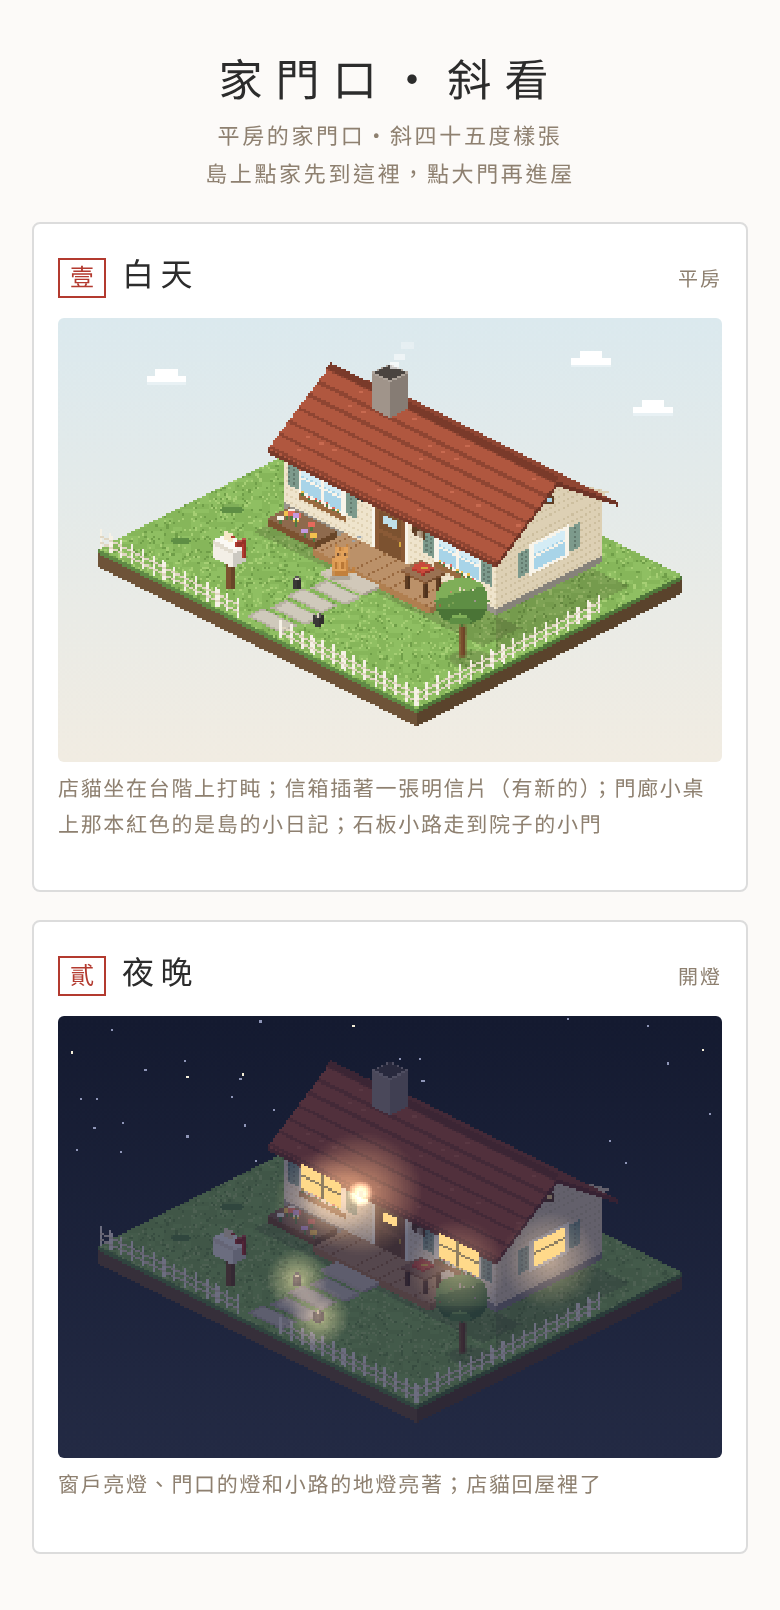 家門口・斜看
平房的家門口・斜四十五度樣張
島上點家先到這裡，點大門再進屋
壹 白天
平房
店貓坐在台階上打盹；信箱插著一張明信片（有新的）；門廊小桌
上那本紅色的是島的小日記；石板小路走到院子的小門
貳 夜晚
開燈
窗戶亮燈、門口的燈和小路的地燈亮著；店貓回屋裡了